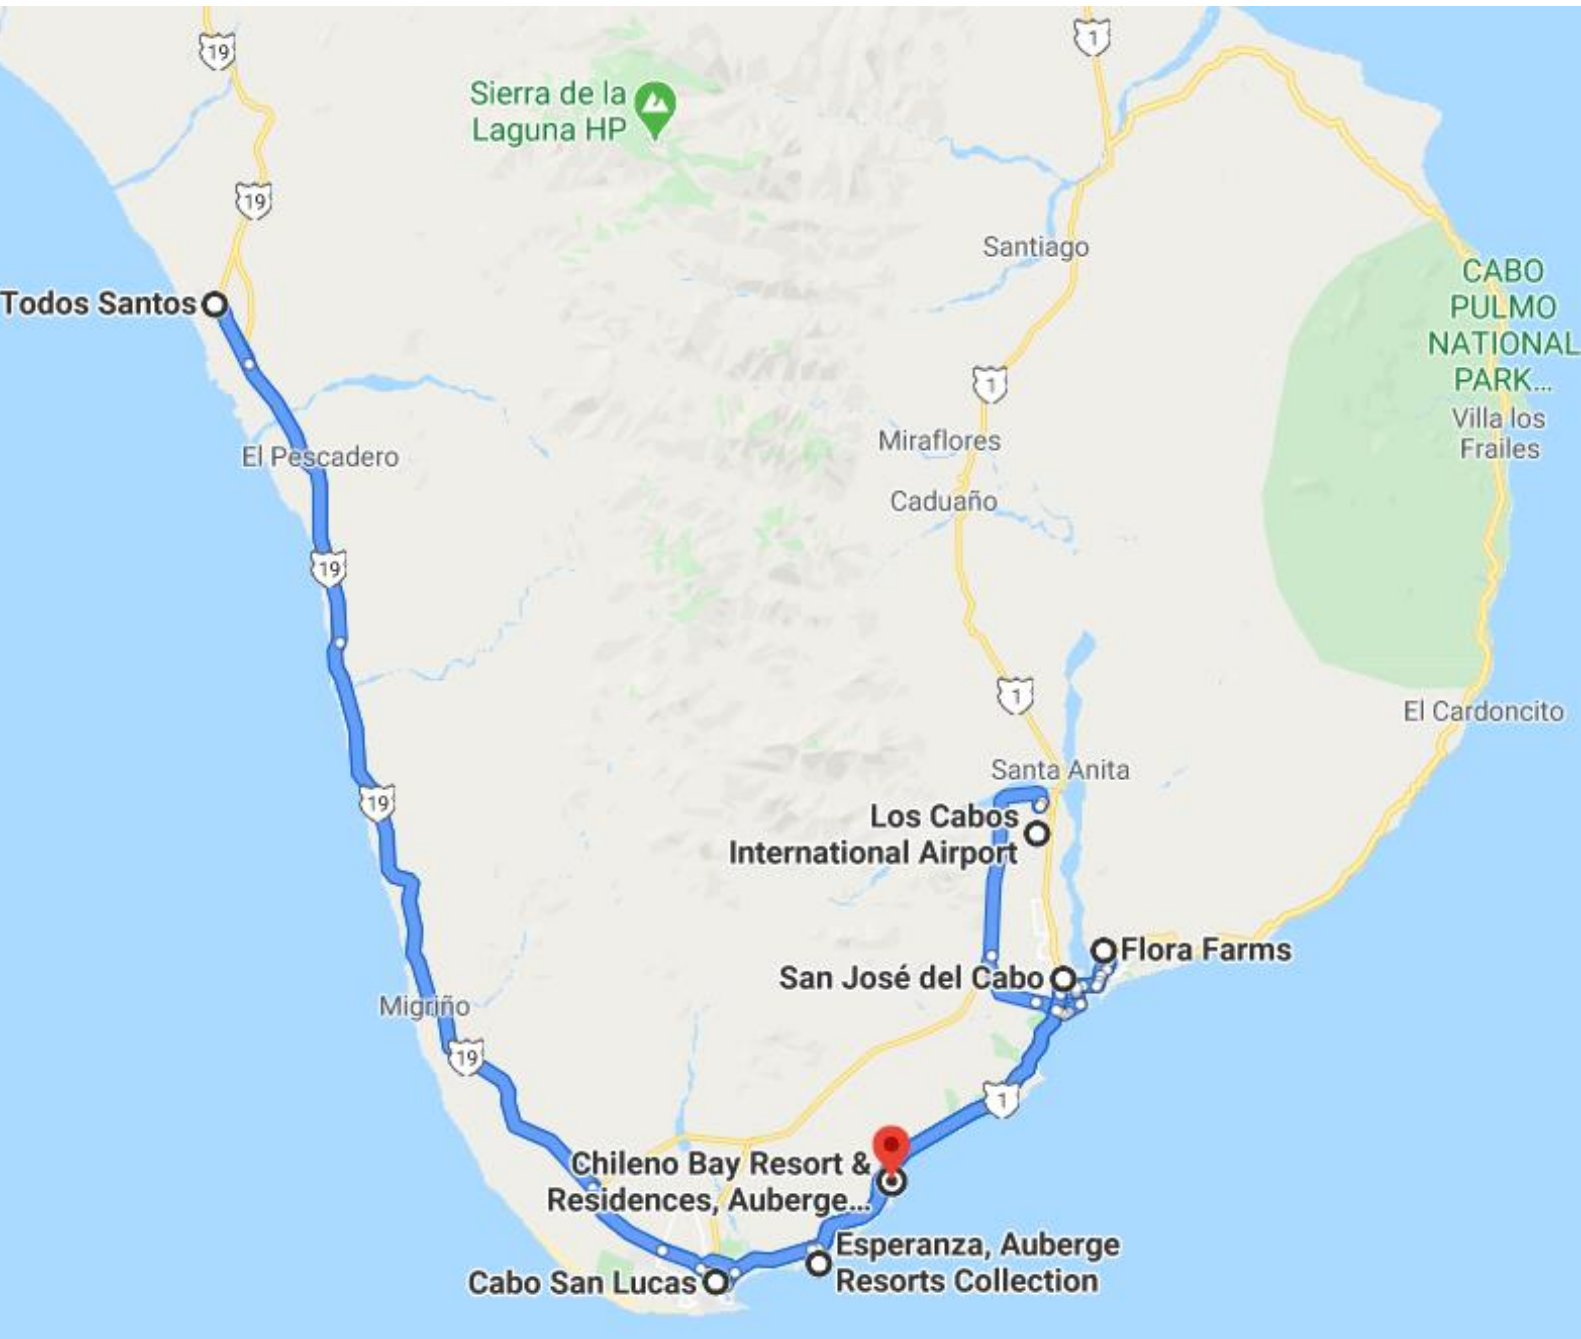 19
1
Sierra de la
Laguna HP
19
Santiago
CABO
PULMO
NATIONAL
PARK...
Todos Santos
1
Villa los
Frailes
Miraflores
El Pescadero
Caduaño
19
1
El Cardoncito
Santa Anita
19
Los Cabos
International Airport
Flora Farms
San José del Cabo
Migriño
19
1
Chileno Bay Resort &
Residences, Auberge...
Esperanza, Auberge
Resorts Collection
Cabo San Lucas